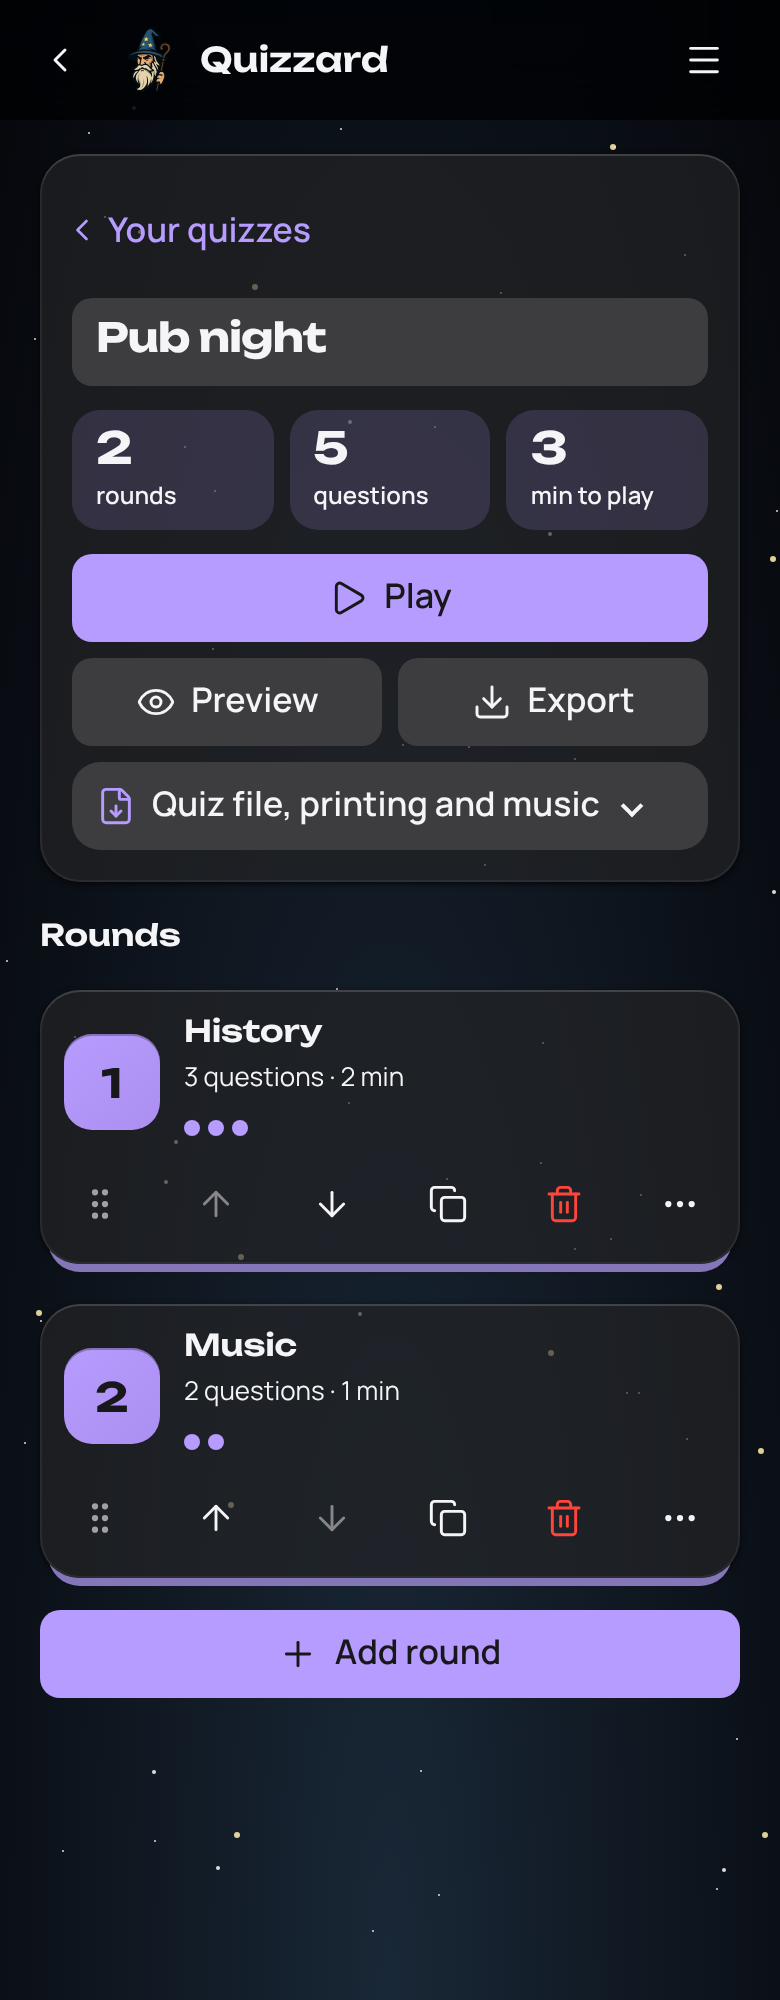 Quizzard
Your quizzes
Pub night
2
rounds
5
questions
3
min to play
Play
Preview
Export
Quiz file, printing and music
Rounds
1
History
3 questions · 2 min
2
Music
2 questions · 1 min
Add round